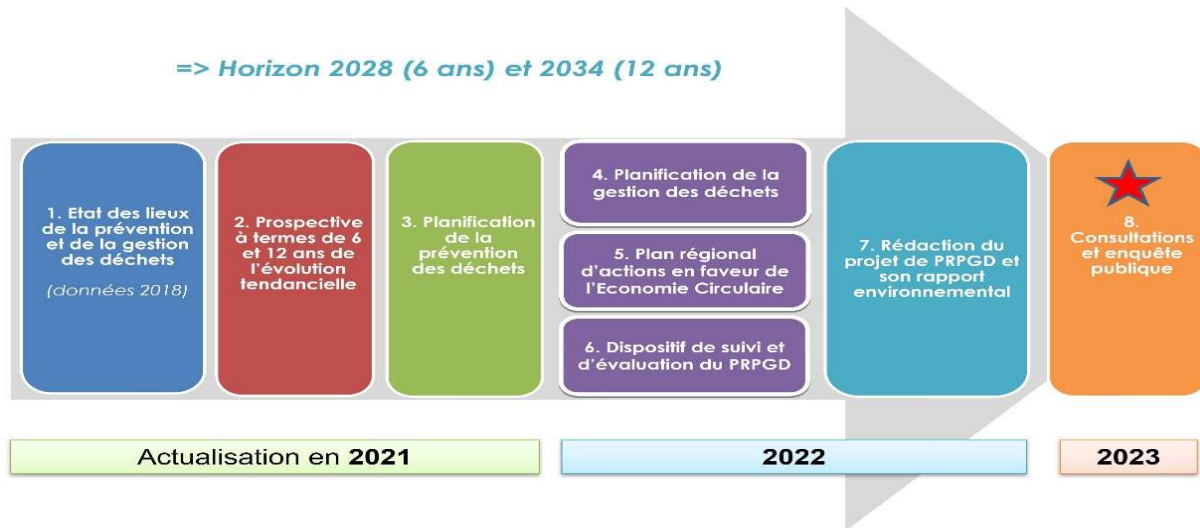 => Horizon 2028 (6 ans) et 2034 (12 ans)
1. Etat des lieux
de la prévention
et de la gestion
des déchets
(données 2018)
2. Prospective
à termes de 6
et 12 ans de
l'évolution
tendancielle
3. Planification
de la
prévention
des déchets
4. Planification de la
gestion des déchets
5. Plan régional
d'actions en faveur de
l'Economie Circulaire
6. Dispositif de suivi et
d'évaluation du PRPGD
7. Rédaction du
projet de PRPGD et
son rapport
environnemental
8.
Consultations
et enquête
publique
Actualisation en 2021
2022
2023